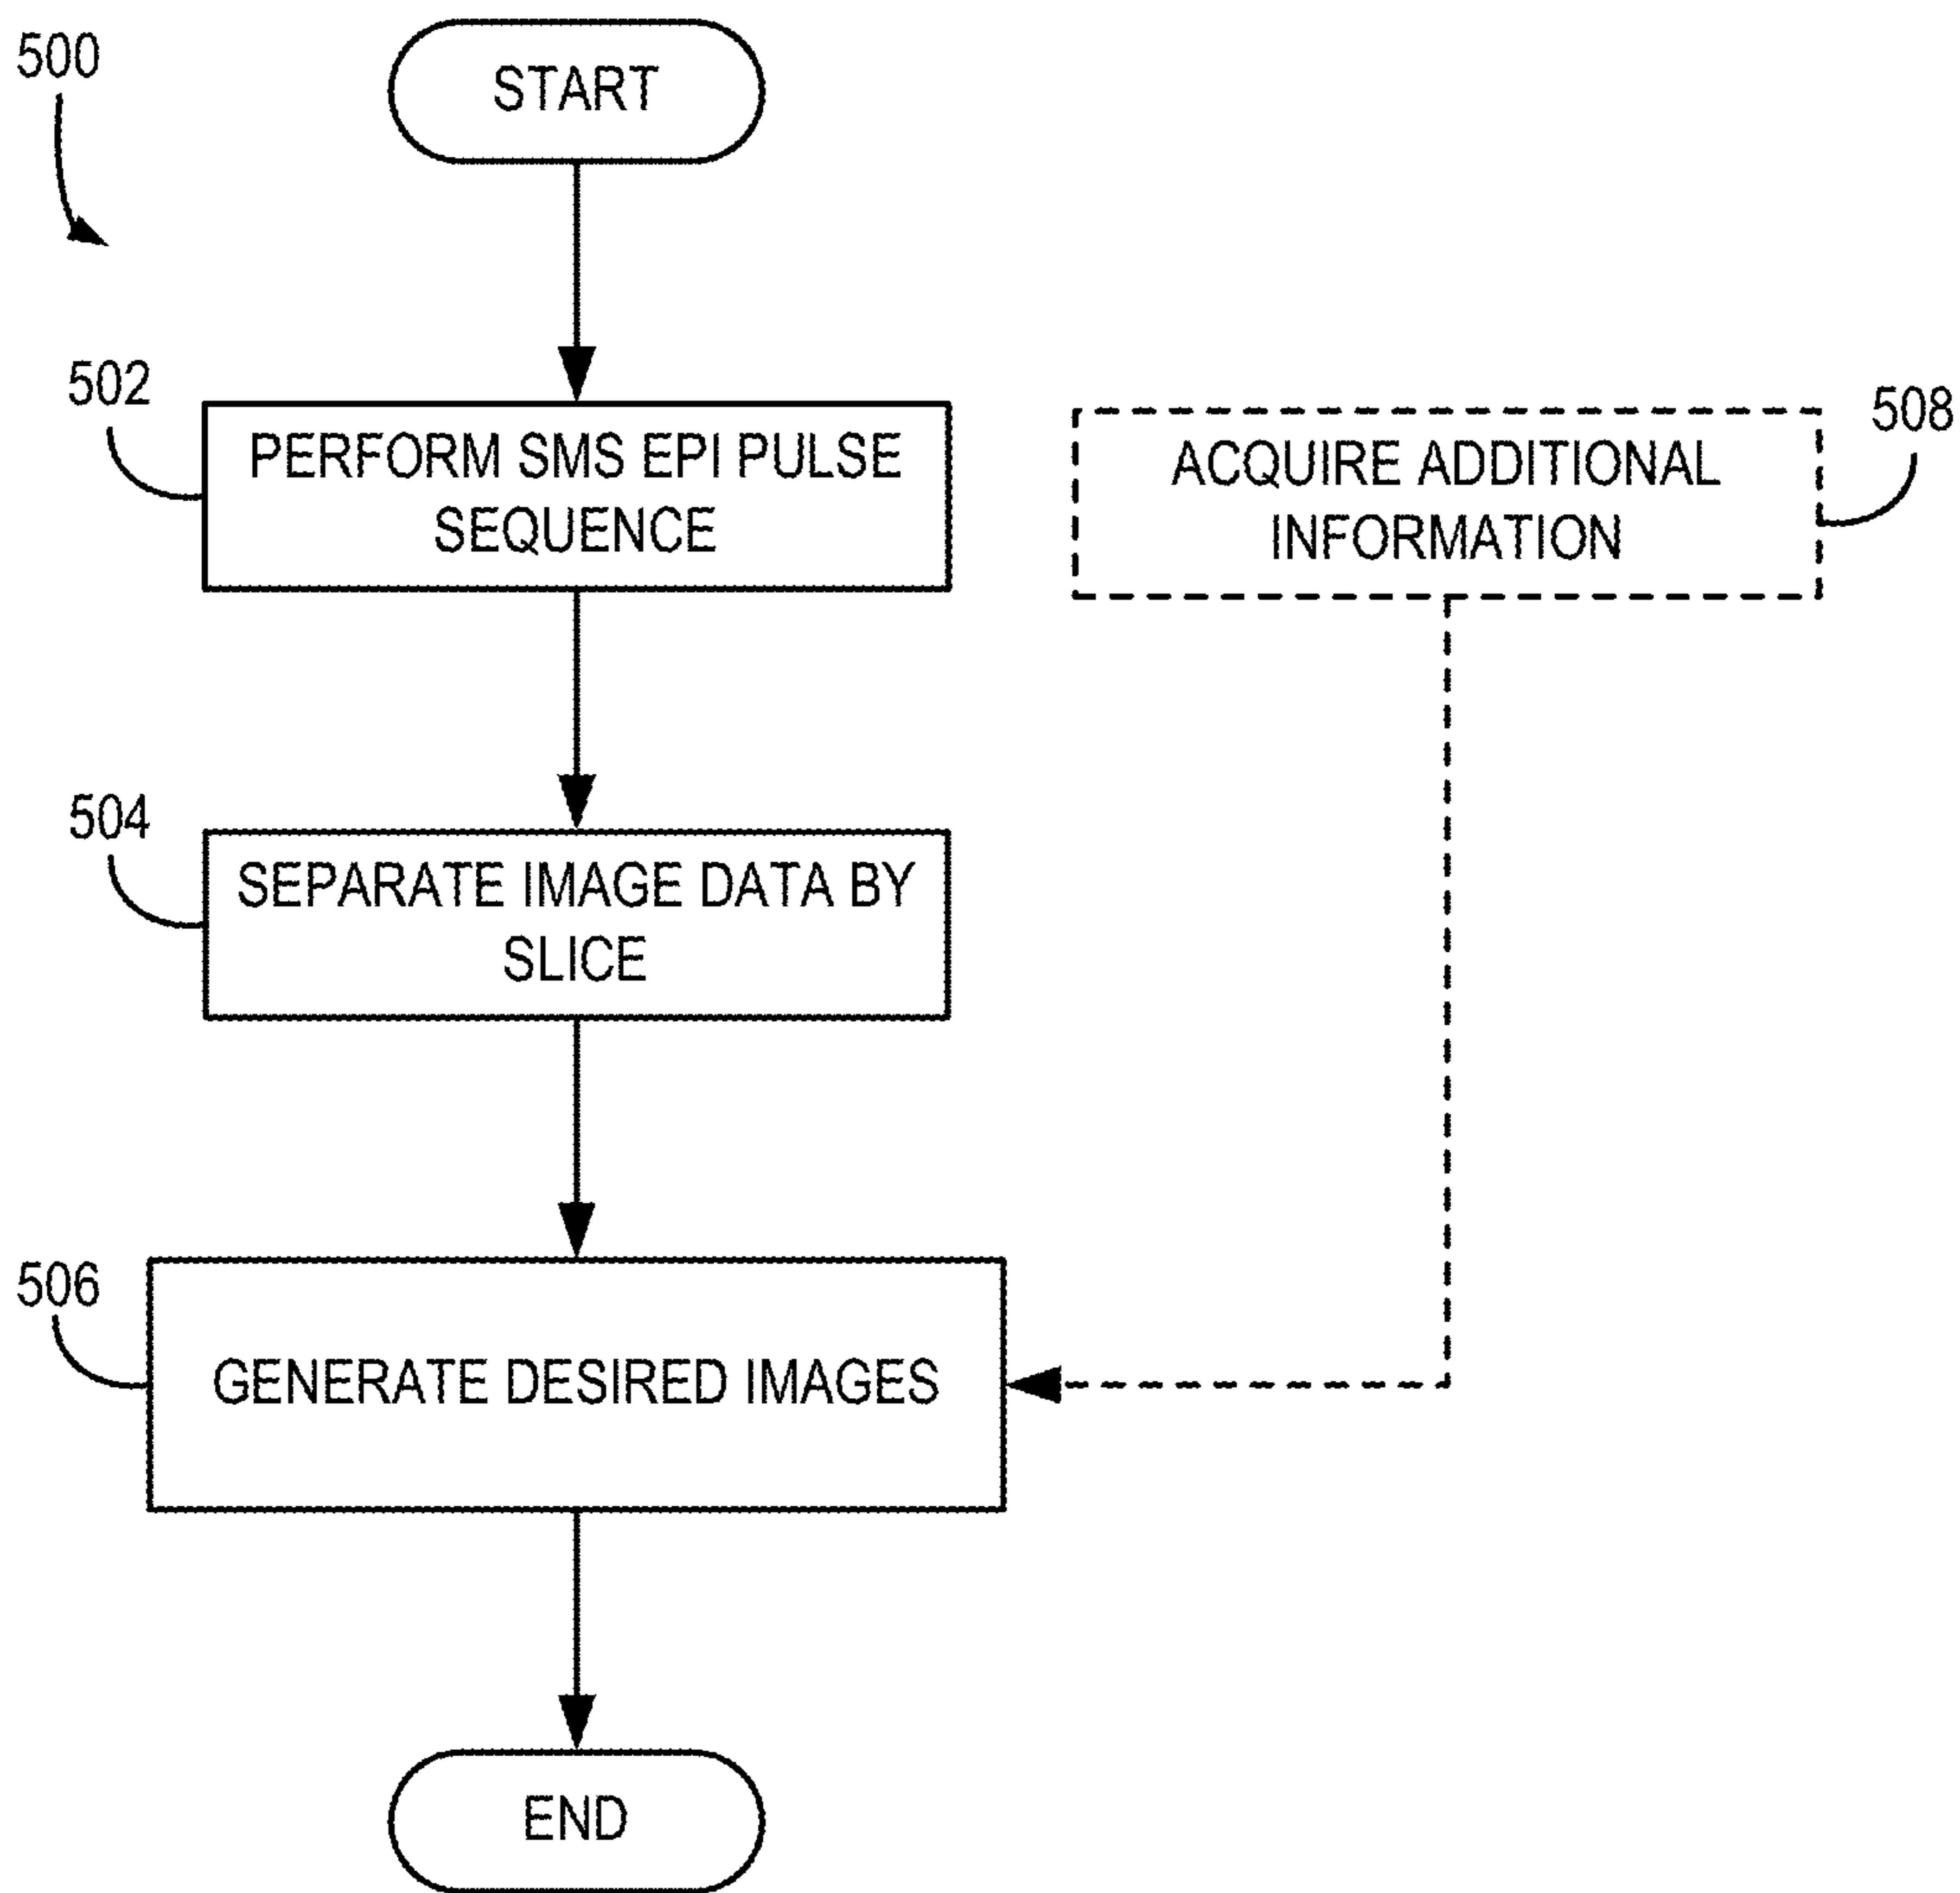 500
START
502
PERFORM SMS EPI PULSE
SEQUENCE
508
ACQUIRE ADDITIONAL
INFORMATION
504
SEPARATE IMAGE DATA BY
SLICE
506
GENERATE DESIRED IMAGES
END